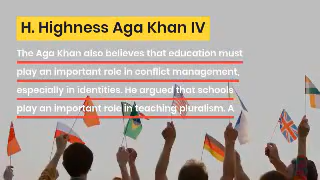 H. Highness Aga Khan IV
The Aga Khan also believes that education must
play an important role in conflict management,
especially in identities. He argued that schools
play an important role in teaching pluralism. A